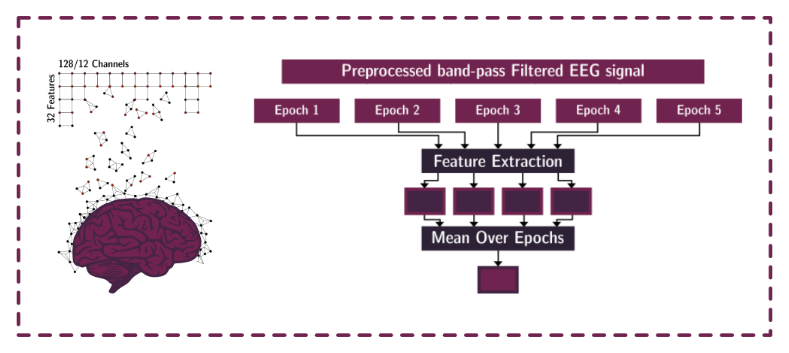 128/12 Channels
32 Features
Preprocessed band-pass Filtered EEG signal
Epoch 1
Epoch 2
Epoch 3
Epoch 4
Epoch 5
Feature Extraction
Mean Over Epochs